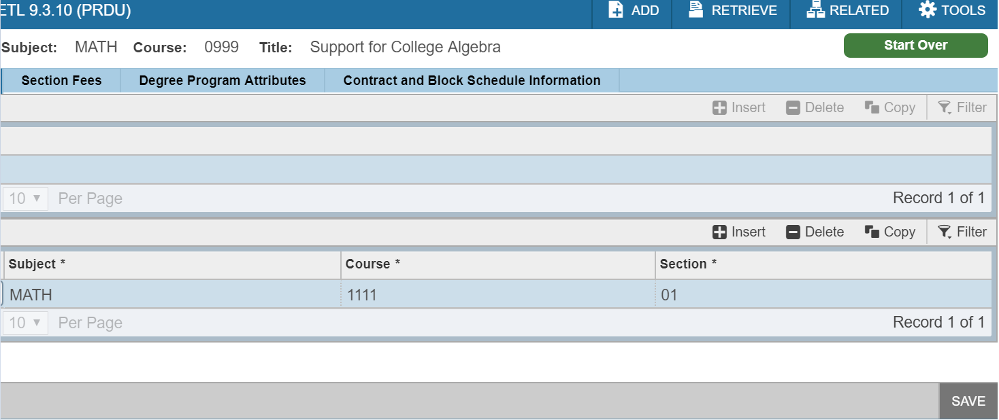 ETL 9.3.10 (PRDU) ADD RETRIEVE RELATED TOOLS
Subject: MATH Course: 0999 Title: Support for College Algebra Start Over
Section Fees Degree Program Attributes Contract and Block Schedule Information
Insert Delete Copy Filter
10 Per Page Record 1 of 1
Insert Delete Copy Filter
Subject * Course * Section *
MATH 1111 01
10 Per Page Record 1 of 1
SAVE